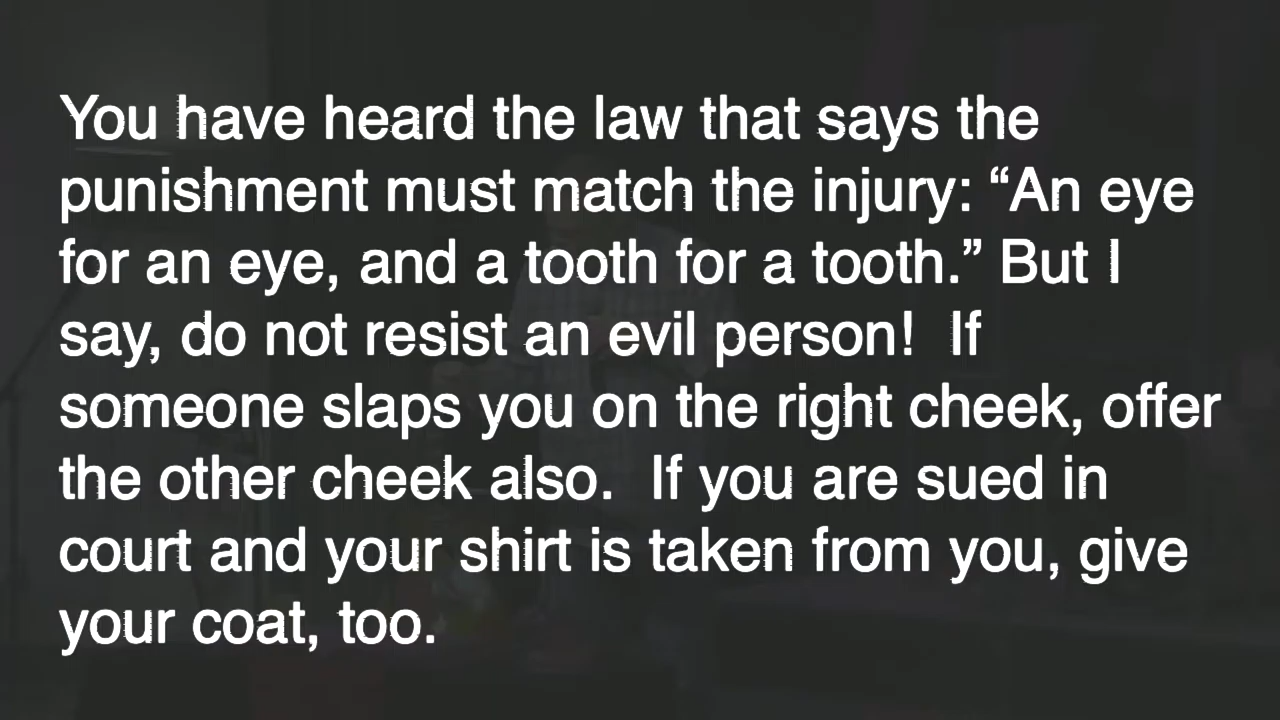 You have heard the law that says the
punishment must match the injury: “An eye
for an eye, and a tooth for a tooth.” But I
say, do not resist an evil person!  If
someone slaps you on the right cheek, offer
the other cheek also.  If you are sued in
court and your shirt is taken from you, give
your coat, too.